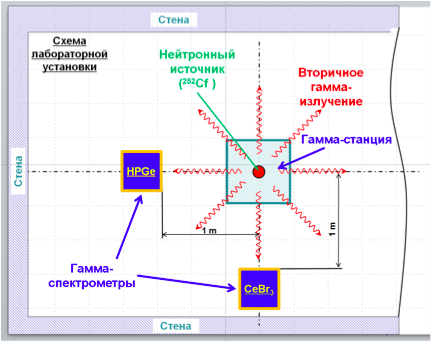 Стена
Схема
лабораторной
установки
Нейтронный
источник
(²⁵²Cf )
Вторичное
гамма-
излучение
Гамма-станция
Стена
HPGe
1 m
1 m
Гамма-
спектрометры
CeBr₃
Стена